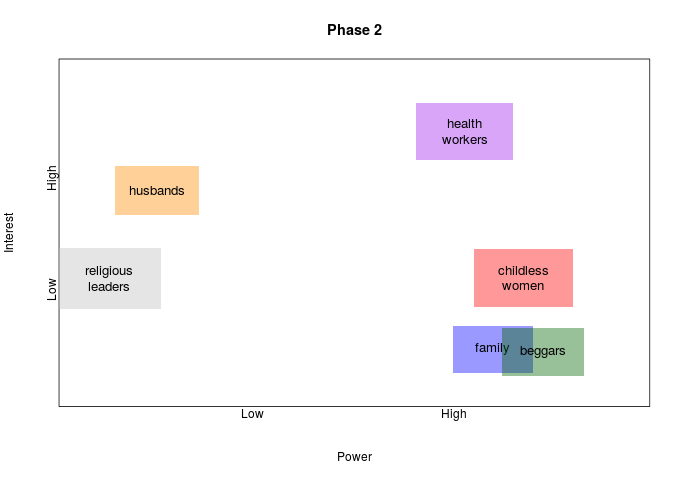 Phase 2
health
workers
High
husbands
religious
leaders
childless
women
Low
family
beggars
Low
High
Interest
Power